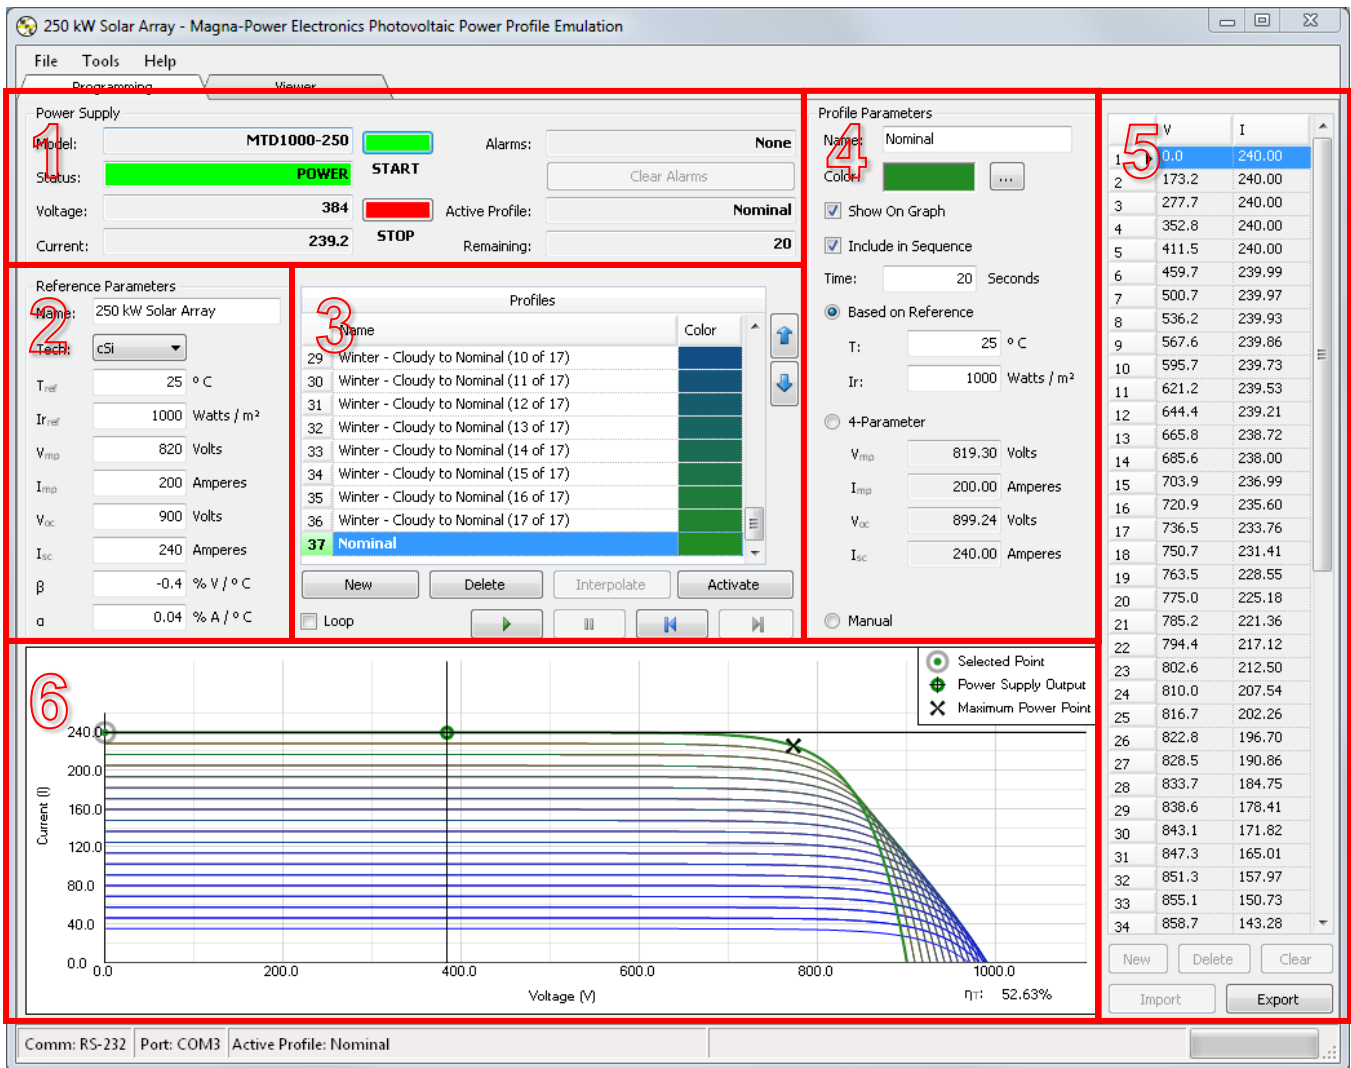 250 kW Solar Array - Magna-Power Electronics Photovoltaic Power Profile Emulation
File Tools Help
Programming Viewer
1
Power Supply
Model: MTD1000-250
START
Alarms: None
Status: POWER
Clear Alarms
Voltage: 384
STOP
Active Profile: Nominal
Current: 239.2
Remaining: 20
2
Reference Parameters
Name: 250 kW Solar Array
Tech: cSi
Tref 25 º C
Irref 1000 Watts / m²
Vmp 820 Volts
Imp 200 Amperes
Voc 900 Volts
Isc 240 Amperes
β -0.4 % V / º C
α 0.04 % A / º C
3
Profiles
Name Color
29 Winter - Cloudy to Nominal (10 of 17)
30 Winter - Cloudy to Nominal (11 of 17)
31 Winter - Cloudy to Nominal (12 of 17)
32 Winter - Cloudy to Nominal (13 of 17)
33 Winter - Cloudy to Nominal (14 of 17)
34 Winter - Cloudy to Nominal (15 of 17)
35 Winter - Cloudy to Nominal (16 of 17)
36 Winter - Cloudy to Nominal (17 of 17)
37 Nominal
New Delete Interpolate Activate
Loop
4
Profile Parameters
Name: Nominal
Color: ...
Show On Graph
Include in Sequence
Time: 20 Seconds
Based on Reference
T: 25 º C
Ir: 1000 Watts / m²
4-Parameter
Vmp 819.30 Volts
Imp 200.00 Amperes
Voc 899.24 Volts
Isc 240.00 Amperes
Manual
5
V I
1 0.0 240.00
2 173.2 240.00
3 277.7 240.00
4 352.8 240.00
5 411.5 240.00
6 459.7 239.99
7 500.7 239.97
8 536.2 239.93
9 567.6 239.86
10 595.7 239.73
11 621.2 239.53
12 644.4 239.21
13 665.8 238.72
14 685.6 238.00
15 703.9 236.99
16 720.9 235.60
17 736.5 233.76
18 750.7 231.41
19 763.5 228.55
20 775.0 225.18
21 785.2 221.36
22 794.4 217.12
23 802.6 212.50
24 810.0 207.54
25 816.7 202.26
26 822.8 196.70
27 828.5 190.86
28 833.7 184.75
29 838.6 178.41
30 843.1 171.82
31 847.3 165.01
32 851.3 157.97
33 855.1 150.73
34 858.7 143.28
New Delete Clear
Import Export
6
Selected Point
Power Supply Output
Maximum Power Point
Current (I)
240.0
200.0
160.0
120.0
80.0
40.0
0.0
0.0 200.0 400.0 600.0 800.0 1000.0
Voltage (V)
ηT: 52.63%
Comm: RS-232 Port: COM3 Active Profile: Nominal